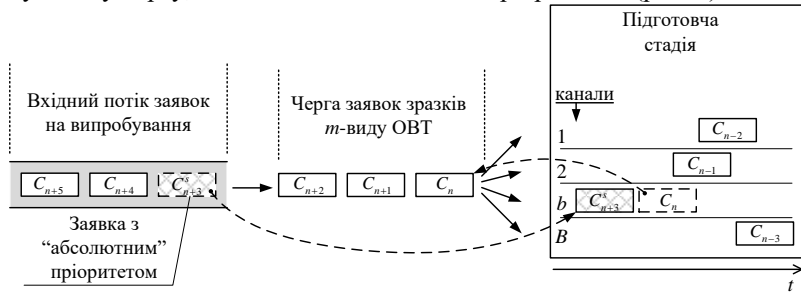 Підготовча
стадія
Вхідний потік заявок
на випробування
Черга заявок зразків
m-виду ОВТ
канали
1
C_{n-2}
2
C_{n-1}
C_{n+5} C_{n+4} C^s_{n+3}
C_{n+2} C_{n+1} C_n
b C^s_{n+3} C_n
B C_{n-3}
Заявка з
“абсолютним”
пріоритетом
t